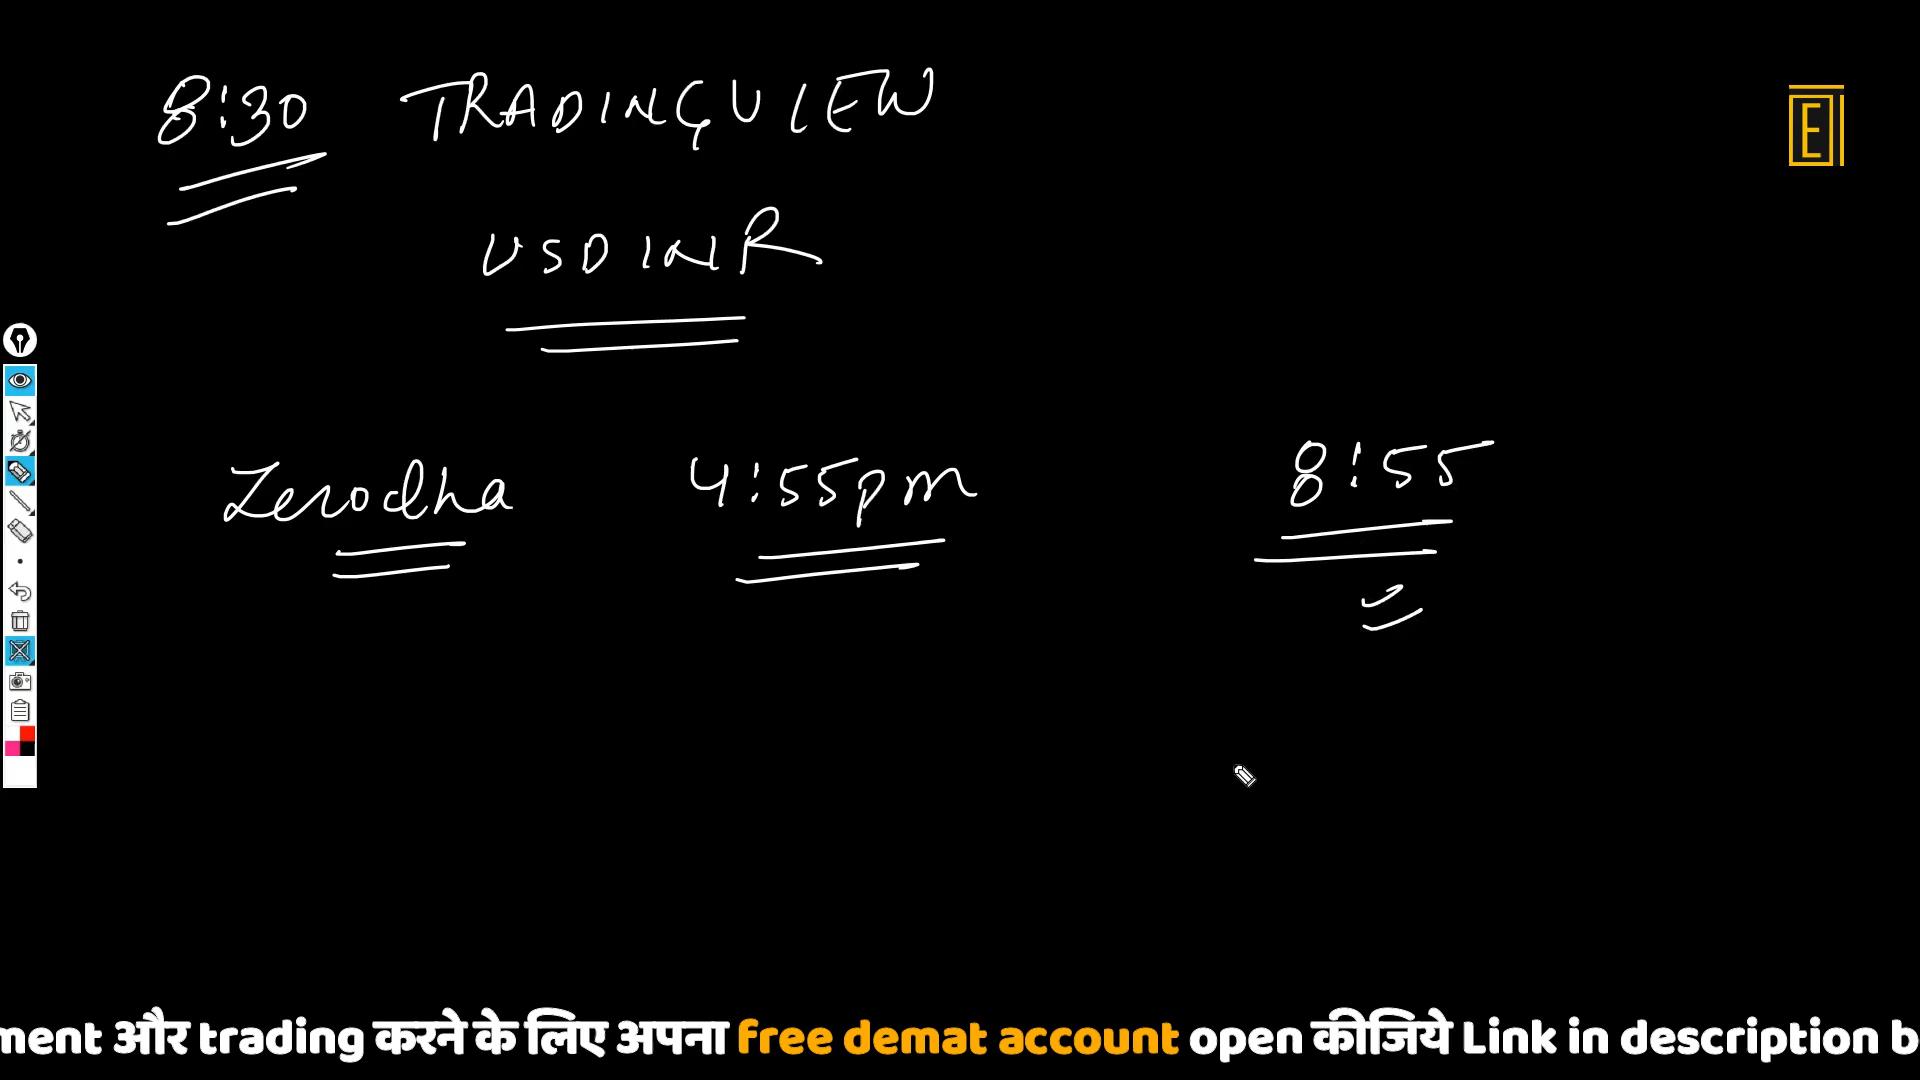 8:30 TRADINGVIEW
USDINR
Zerodha 4:55pm 8:55
ment और trading करने के लिए अपना free demat account open कीजिये Link in description b